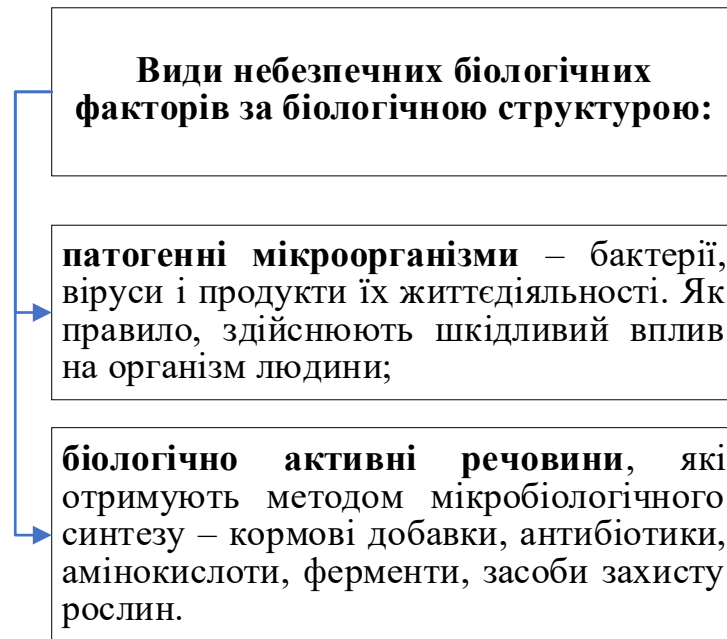 Види небезпечних біологічних
факторів за біологічною структурою:
патогенні мікроорганізми – бактерії,
віруси і продукти їх життєдіяльності. Як
правило, здійснюють шкідливий вплив
на організм людини;
біологічно активні речовини, які
отримують методом мікробіологічного
синтезу – кормові добавки, антибіотики,
амінокислоти, ферменти, засоби захисту
рослин.